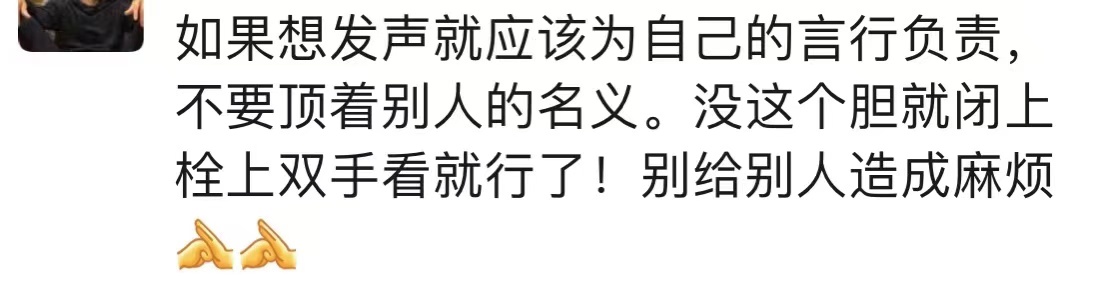 如果想发声就应该为自己的言行负责，
不要顶着别人的名义。没这个胆就闭上
栓上双手看就行了！别给别人造成麻烦